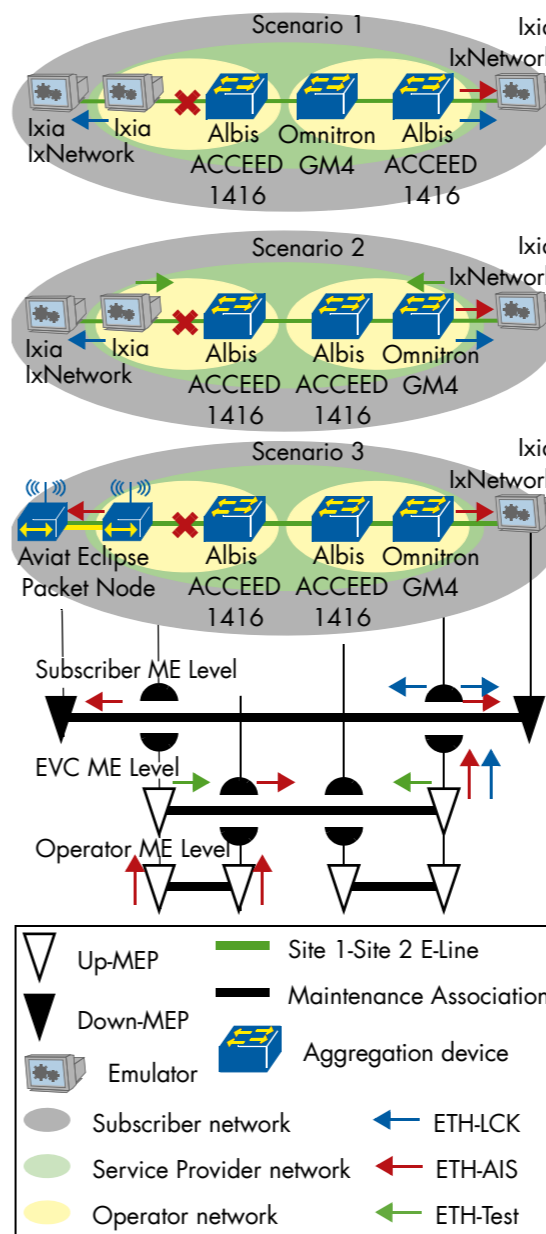 Scenario 1
Ixia
IxNetwork
Ixia
IxNetwork
Ixia
Albis
ACCEED
1416
Omnitron
GM4
Albis
ACCEED
1416
Scenario 2
Ixia
IxNetwork
Ixia
IxNetwork
Ixia
Albis
ACCEED
1416
Albis
ACCEED
1416
Omnitron
GM4
Scenario 3
Ixia
IxNetwork
Aviat Eclipse
Packet Node
Albis
ACCEED
1416
Albis
ACCEED
1416
Omnitron
GM4
Subscriber ME Level
EVC ME Level
Operator ME Level
Up-MEP
Site 1-Site 2 E-Line
Down-MEP
Maintenance Association
Emulator
Aggregation device
Subscriber network
ETH-LCK
Service Provider network
ETH-AIS
Operator network
ETH-Test